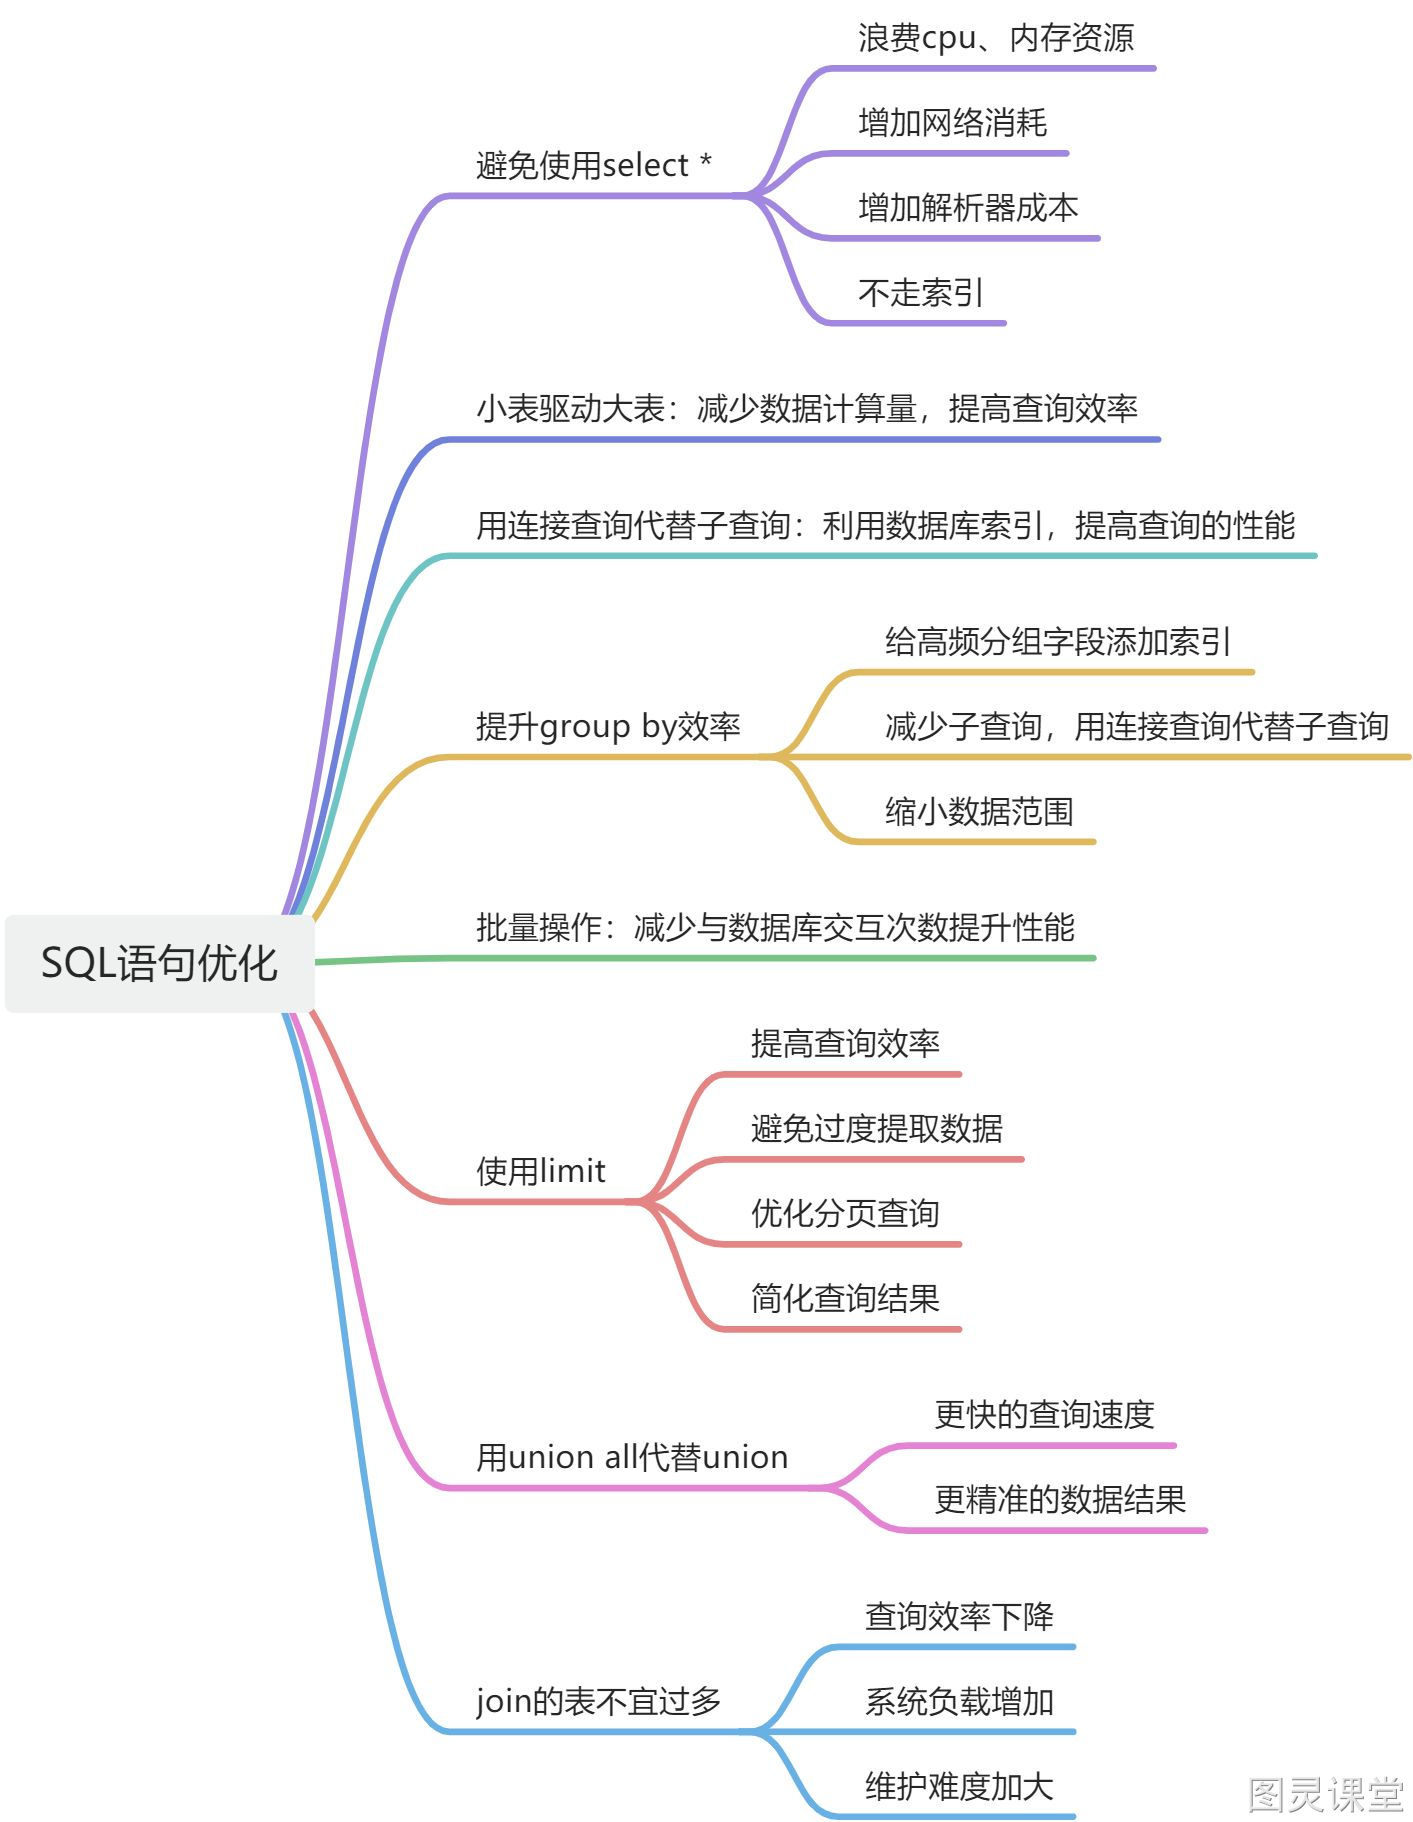 浪费cpu、内存资源
增加网络消耗
避免使用select *
增加解析器成本
不走索引
小表驱动大表：减少数据计算量，提高查询效率
用连接查询代替子查询：利用数据库索引，提高查询的性能
给高频分组字段添加索引
提升group by效率
减少子查询，用连接查询代替子查询
缩小数据范围
SQL语句优化
批量操作：减少与数据库交互次数提升性能
提高查询效率
避免过度提取数据
使用limit
优化分页查询
简化查询结果
更快的查询速度
用union all代替union
更精准的数据结果
查询效率下降
join的表不宜过多
系统负载增加
维护难度加大
图灵课堂